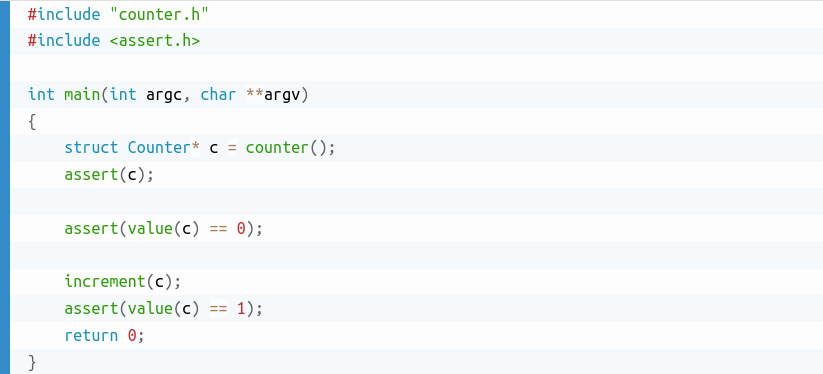 #include "counter.h"
#include <assert.h>

int main(int argc, char **argv)
{
    struct Counter* c = counter();
    assert(c);

    assert(value(c) == 0);

    increment(c);
    assert(value(c) == 1);
    return 0;
}